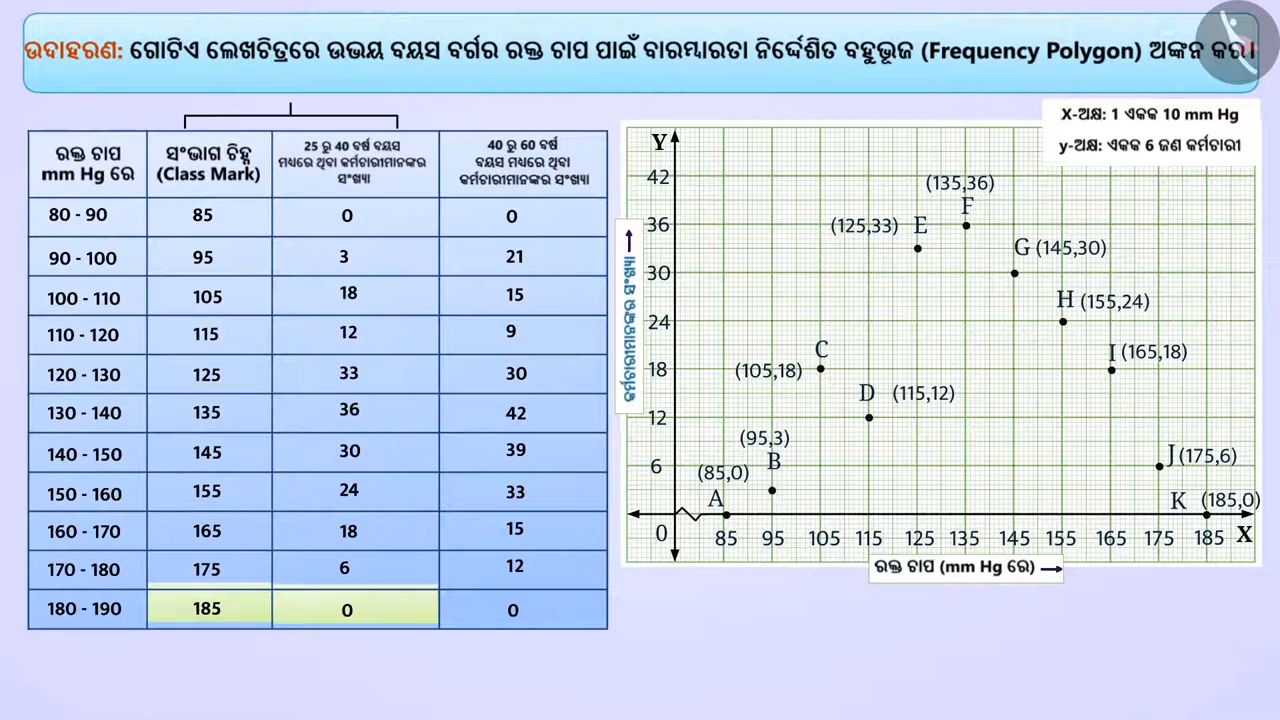 ଉଦାହରଣ: ଗୋଟିଏ ଲେଖଚିତ୍ରରେ ଉଭୟ ବୟସ ବର୍ଗର ରକ୍ତ ଚାପ ପାଇଁ ବାରମ୍ବାରତା ନିର୍ଦ୍ଦେଶିତ ବହୁଭୂଜ (Frequency Polygon) ଅଙ୍କନ କର।
ରକ୍ତ ଚାପ
mm Hg ରେ
ସଂଭାଗ ଚିହ୍ନ
(Class Mark)
25 ରୁ 40 ବର୍ଷ ବୟସ
ମଧ୍ୟରେ ଥିବା କର୍ମଚାରୀମାନଙ୍କର
ସଂଖ୍ୟା
40 ରୁ 60 ବର୍ଷ
ବୟସ ମଧ୍ୟରେ ଥିବା
କର୍ମଚାରୀମାନଙ୍କର ସଂଖ୍ୟା
80 - 90 85 0 0
90 - 100 95 3 21
100 - 110 105 18 15
110 - 120 115 12 9
120 - 130 125 33 30
130 - 140 135 36 42
140 - 150 145 30 39
150 - 160 155 24 33
160 - 170 165 18 15
170 - 180 175 6 12
180 - 190 185 0 0
X-ଅକ୍ଷ: 1 ଏକକ 10 mm Hg
y-ଅକ୍ଷ: ଏକକ 6 ଜଣ କର୍ମଚାରୀ
Y
42
36
30
24
18
12
6
0
କର୍ମଚାରୀମାନଙ୍କର ସଂଖ୍ୟା
(135,36)
F
(125,33) E
G (145,30)
H (155,24)
C
(105,18)
I (165,18)
D (115,12)
(95,3)
B
J (175,6)
(85,0)
A
K (185,0)
85 95 105 115 125 135 145 155 165 175 185 X
ରକ୍ତ ଚାପ (mm Hg ରେ)